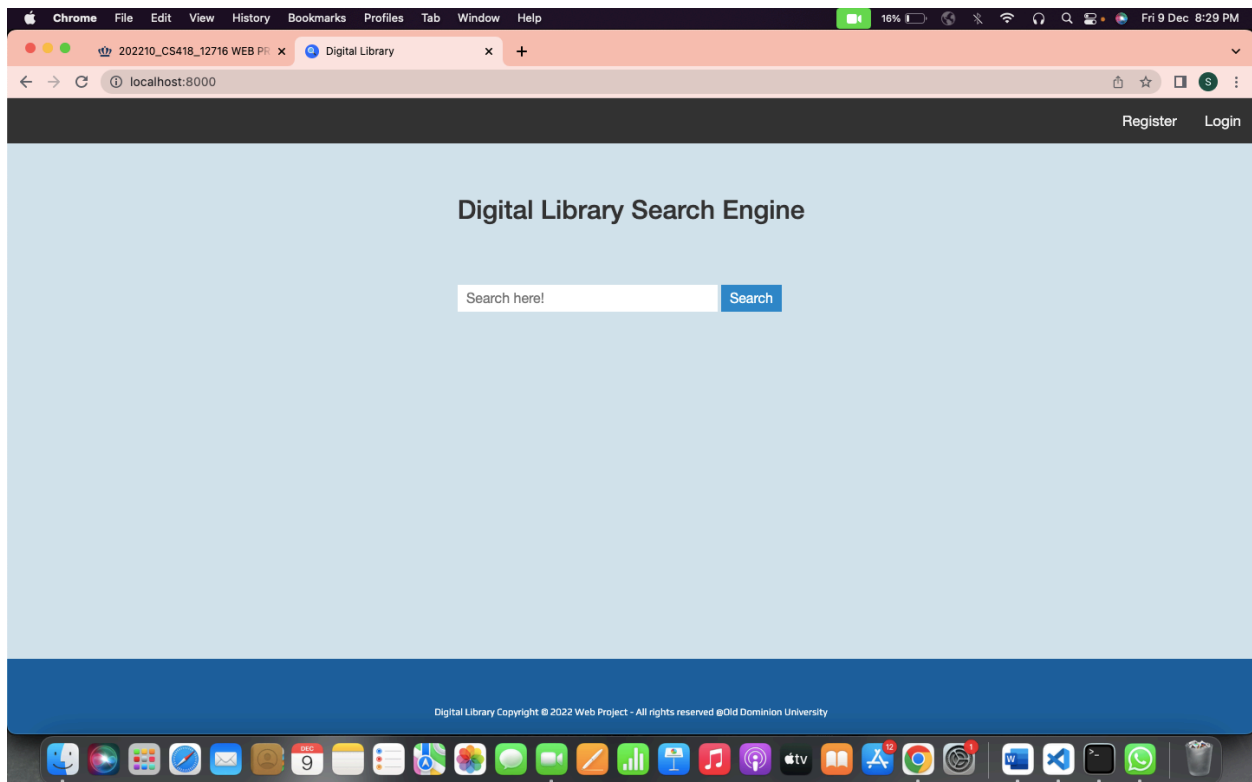 Chrome File Edit View History Bookmarks Profiles Tab Window Help 16% Fri 9 Dec 8:29 PM
202210_CS418_12716 WEB PR Digital Library
localhost:8000
S
Register Login
Digital Library Search Engine
Search here! Search
Digital Library Copyright © 2022 Web Project - All rights reserved @Old Dominion University
DEC
9
tv
12
1
W